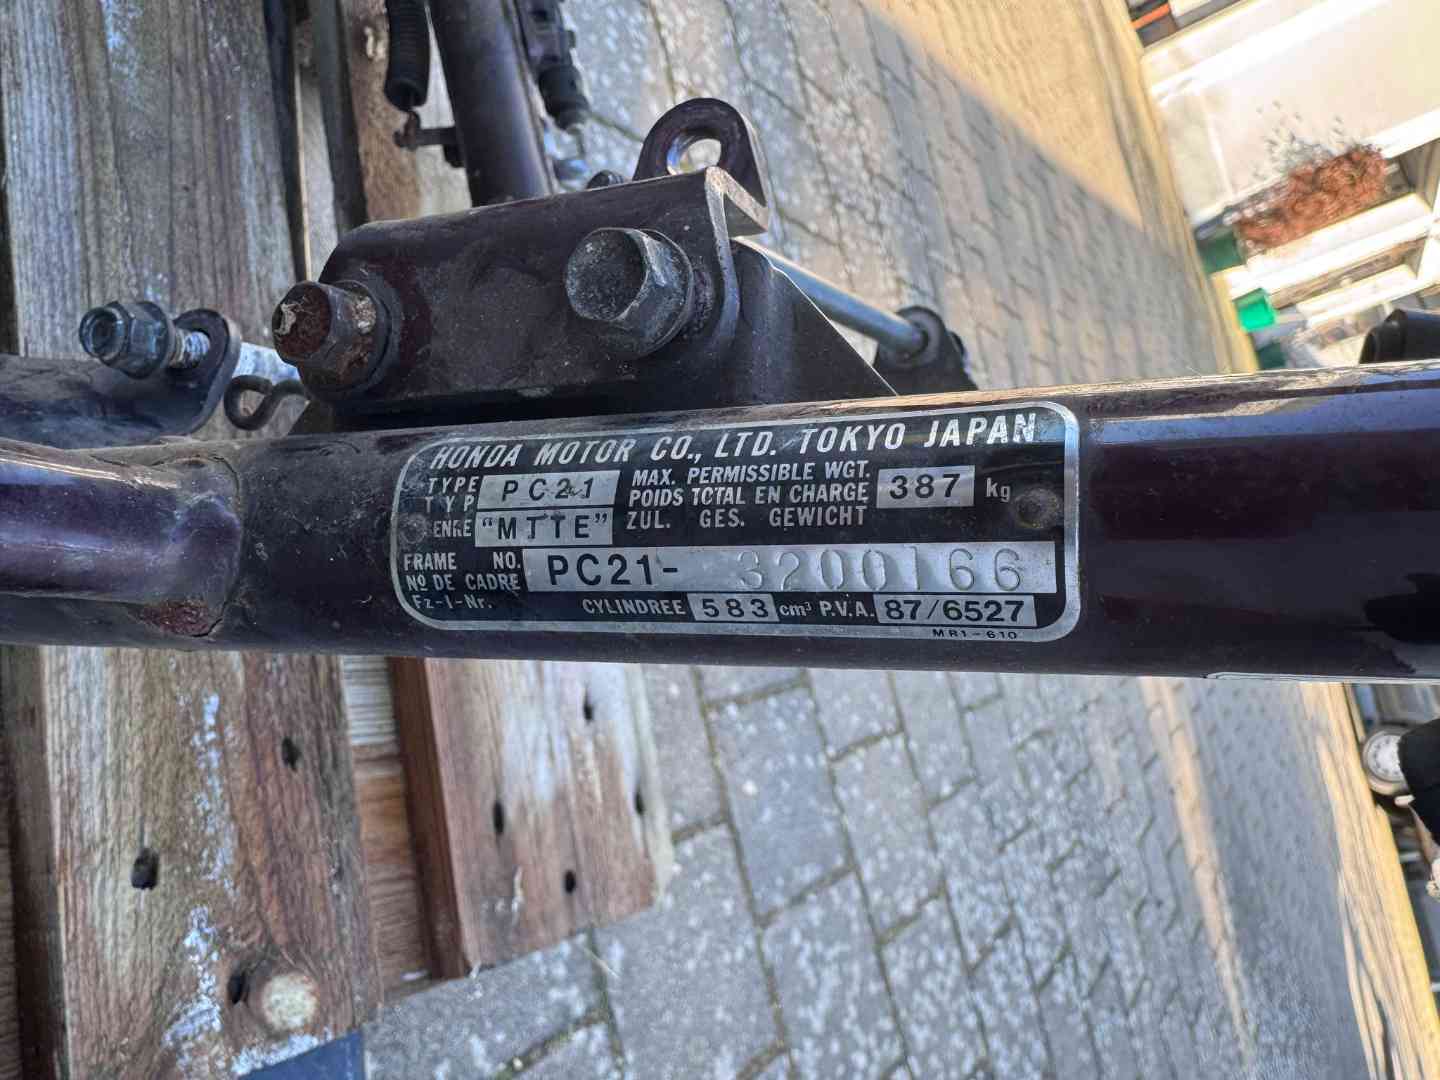 HONDA MOTOR CO., LTD. TOKYO JAPAN
TYPE
TYP
PC21
MAX. PERMISSIBLE WGT.
POIDS TOTAL EN CHARGE
ZUL. GES. GEWICHT
387 kg
GENRE "MTTE"
FRAME NO.
No DE CADRE
Fz-I-Nr.
PC21- 3200166
CYLINDREE 583 cm³ P.V.A. 87/6527
MR1-610